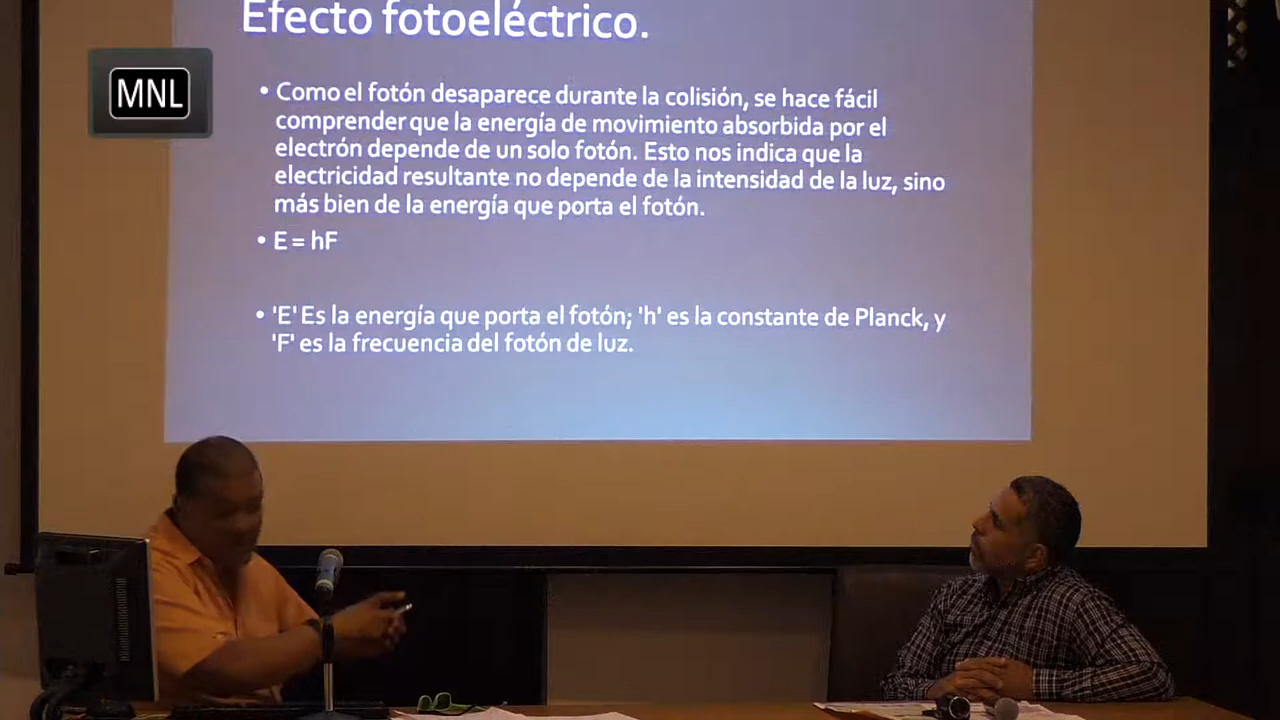 Efecto fotoeléctrico.
MNL
• Como el fotón desaparece durante la colisión, se hace fácil
comprender que la energía de movimiento absorbida por el
electrón depende de un solo fotón. Esto nos indica que la
electricidad resultante no depende de la intensidad de la luz, sino
más bien de la energía que porta el fotón.
• E = hF
• 'E' Es la energía que porta el fotón; 'h' es la constante de Planck, y
'F' es la frecuencia del fotón de luz.